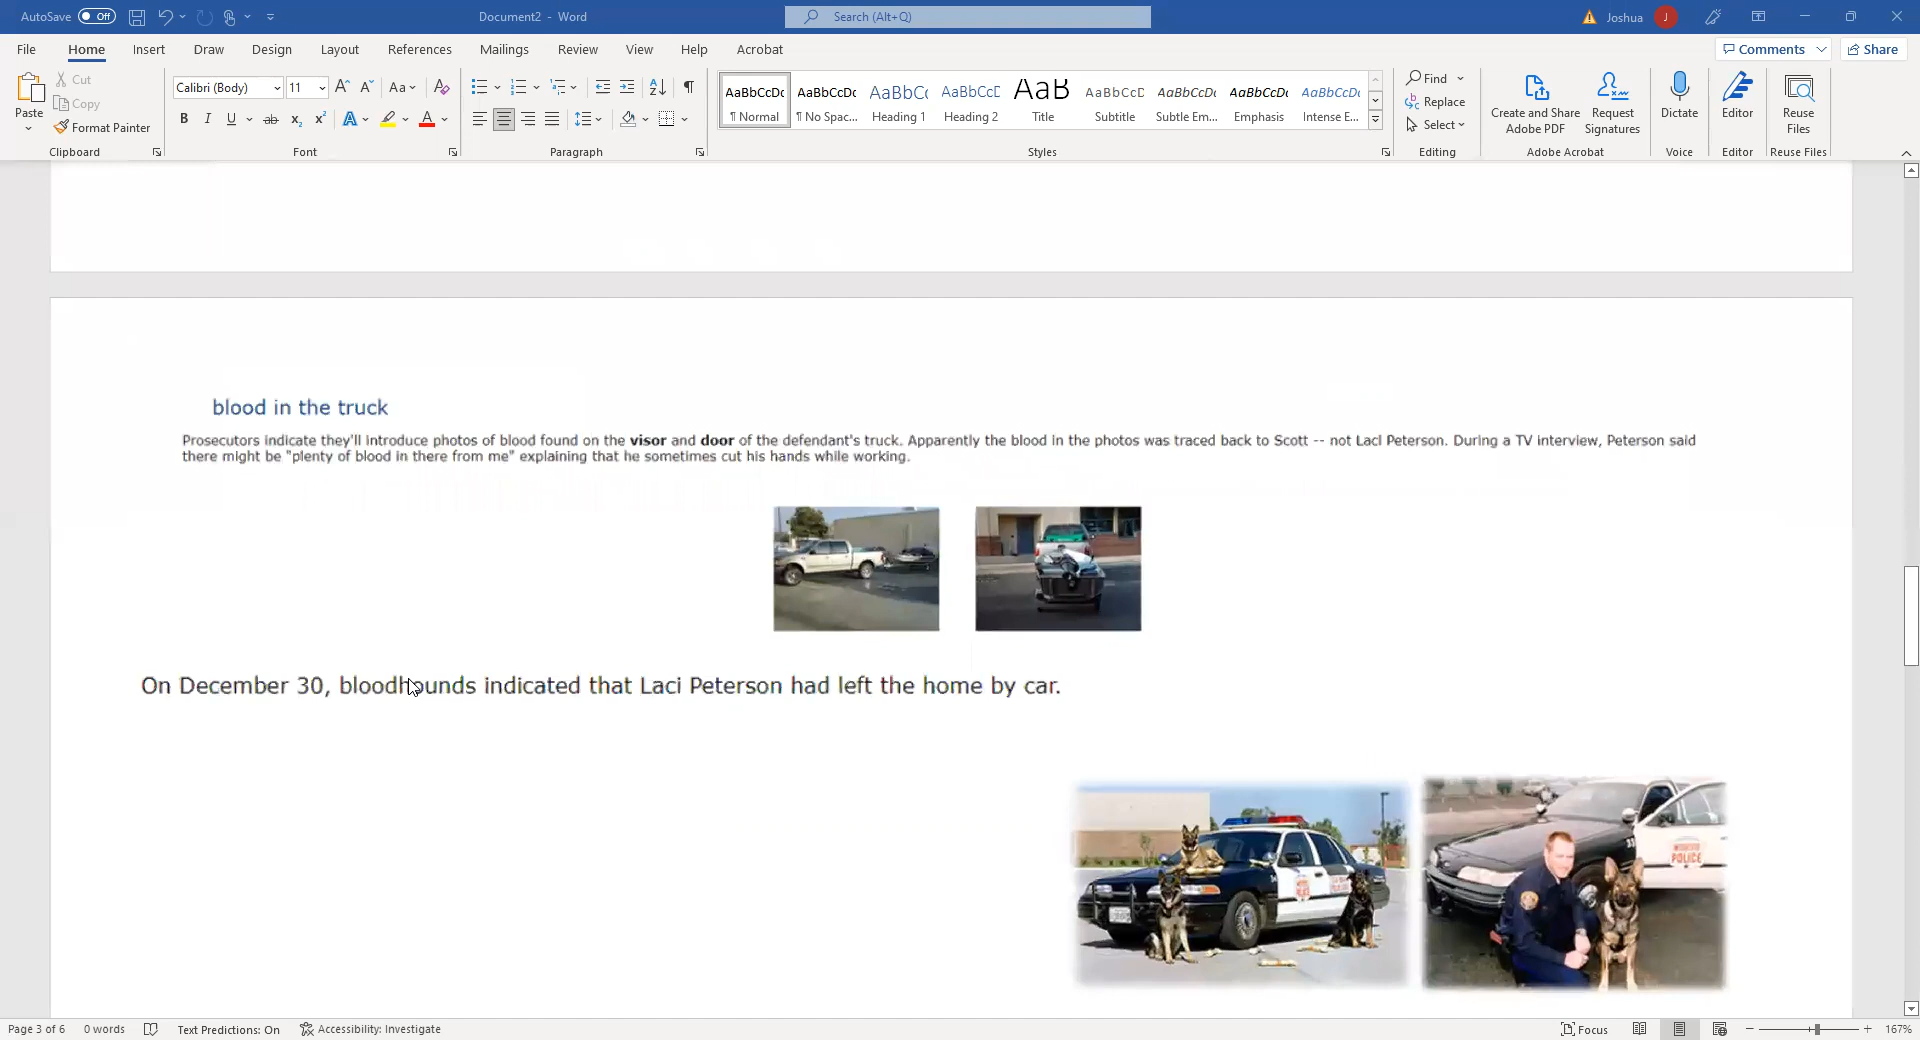 AutoSave Off Document2 - Word Search (Alt+Q) Joshua J
File Home Insert Draw Design Layout References Mailings Review View Help Acrobat Comments Share
Paste Cut Copy Format Painter
Calibri (Body) 11 Aa
AaBbCcDc AaBbCcDc AaBbCc AaBbCcD AaB AaBbCcD AaBbCcDc AaBbCcDc AaBbCcDc
¶ Normal ¶ No Spac... Heading 1 Heading 2 Title Subtitle Subtle Em... Emphasis Intense E...
Find Replace Select
Create and Share Adobe PDF Request Signatures Dictate Editor Reuse Files
Clipboard Font Paragraph Styles Editing Adobe Acrobat Voice Editor Reuse Files
blood in the truck
Prosecutors indicate they'll introduce photos of blood found on the visor and door of the defendant's truck. Apparently the blood in the photos was traced back to Scott -- not Laci Peterson. During a TV interview, Peterson said
there might be "plenty of blood in there from me" explaining that he sometimes cut his hands while working.
On December 30, bloodhounds indicated that Laci Peterson had left the home by car.
POLICE
Page 3 of 6 0 words Text Predictions: On Accessibility: Investigate Focus 167%